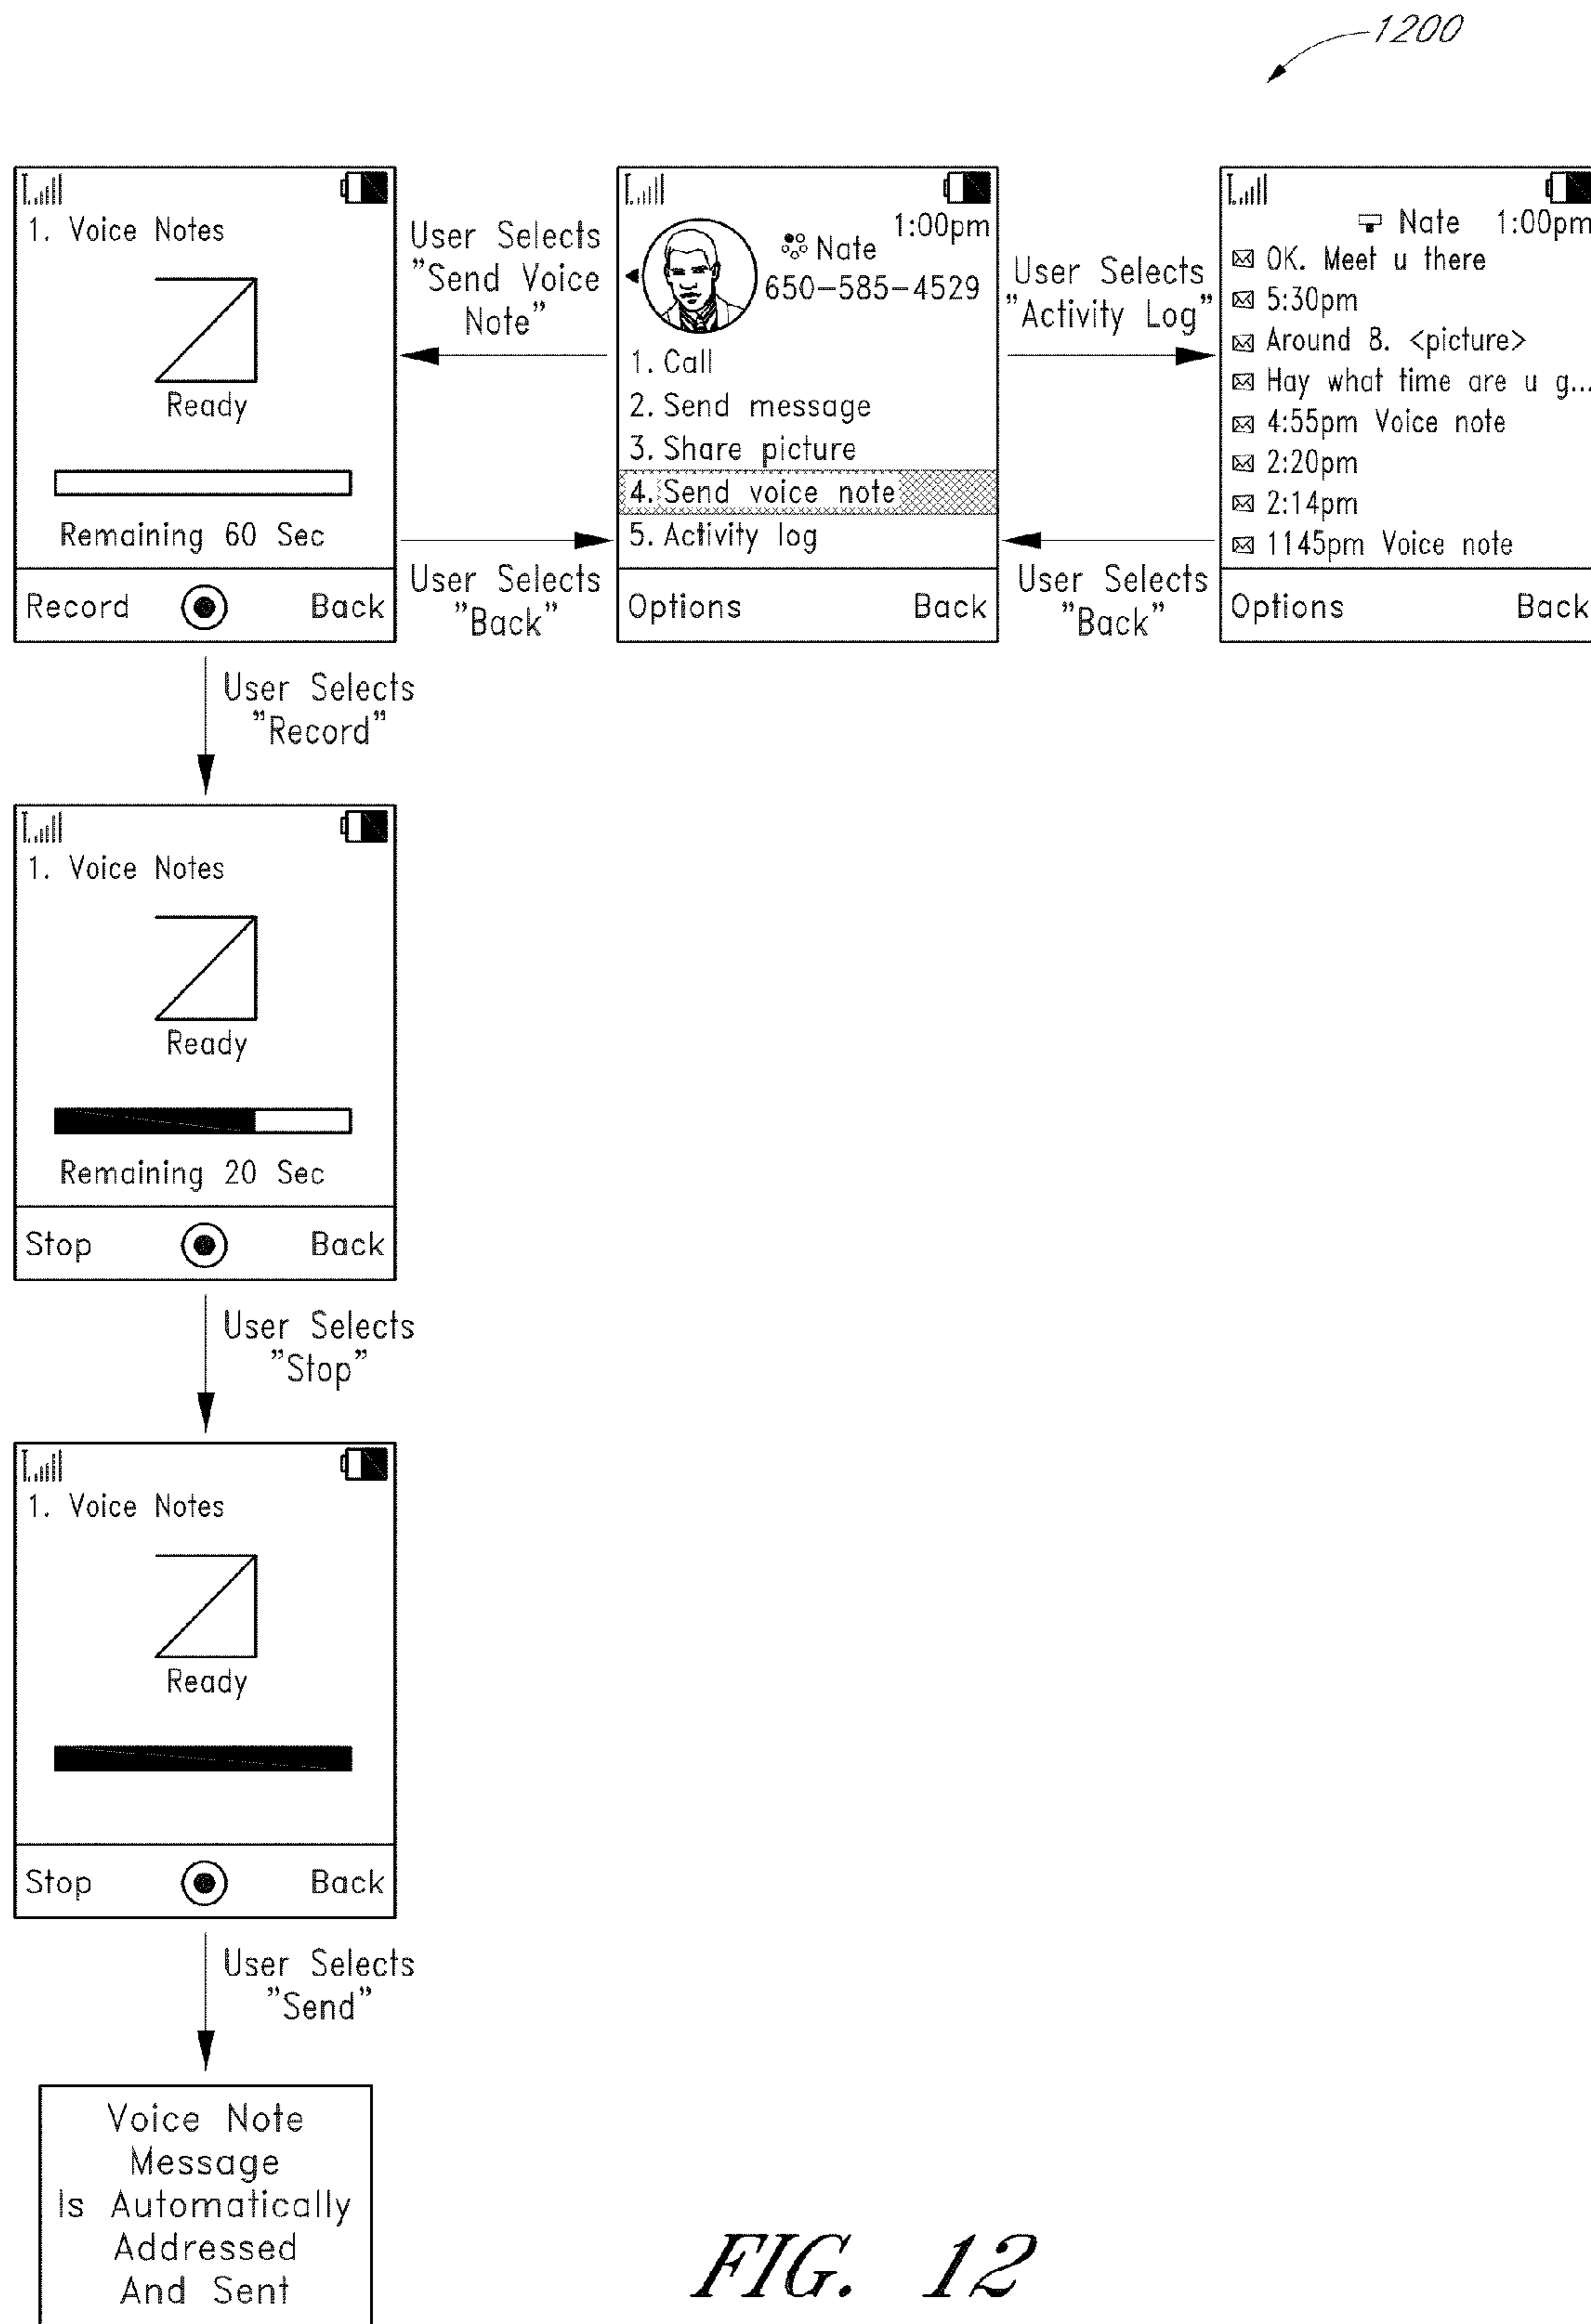 1200
1. Voice Notes
Ready
Remaining 60 Sec
Record Back
User Selects
"Send Voice
Note"
User Selects
"Back"
1:00pm
Nate
650-585-4529
1. Call
2. Send message
3. Share picture
4. Send voice note
5. Activity log
Options Back
User Selects
"Activity Log"
User Selects
"Back"
Nate 1:00pm
OK. Meet u there
5:30pm
Around 8. <picture>
Hay what time are u g...
4:55pm Voice note
2:20pm
2:14pm
1145pm Voice note
Options Back
User Selects
"Record"
1. Voice Notes
Ready
Remaining 20 Sec
Stop Back
User Selects
"Stop"
1. Voice Notes
Ready
Stop Back
User Selects
"Send"
Voice Note
Message
Is Automatically
Addressed
And Sent
FIG. 12